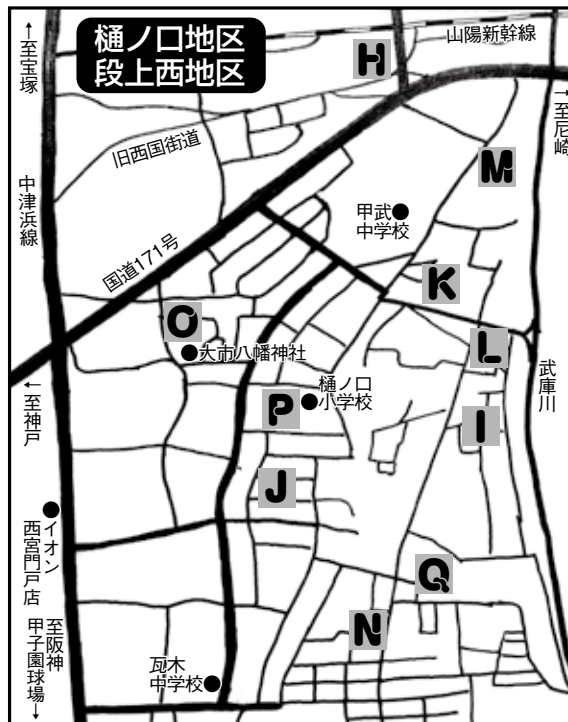 樋ノ口地区
段上西地区
←至宝塚
山陽新幹線
H
→至尼崎
旧西国街道
M
中津浜線
甲武
中学校
国道171号
K
O
大市八幡神社
L
武庫川
←至神戸
樋ノ口
小学校
P
I
J
イオン
西宮門戸店
Q
N
至阪神
甲子園球場→
瓦木
中学校